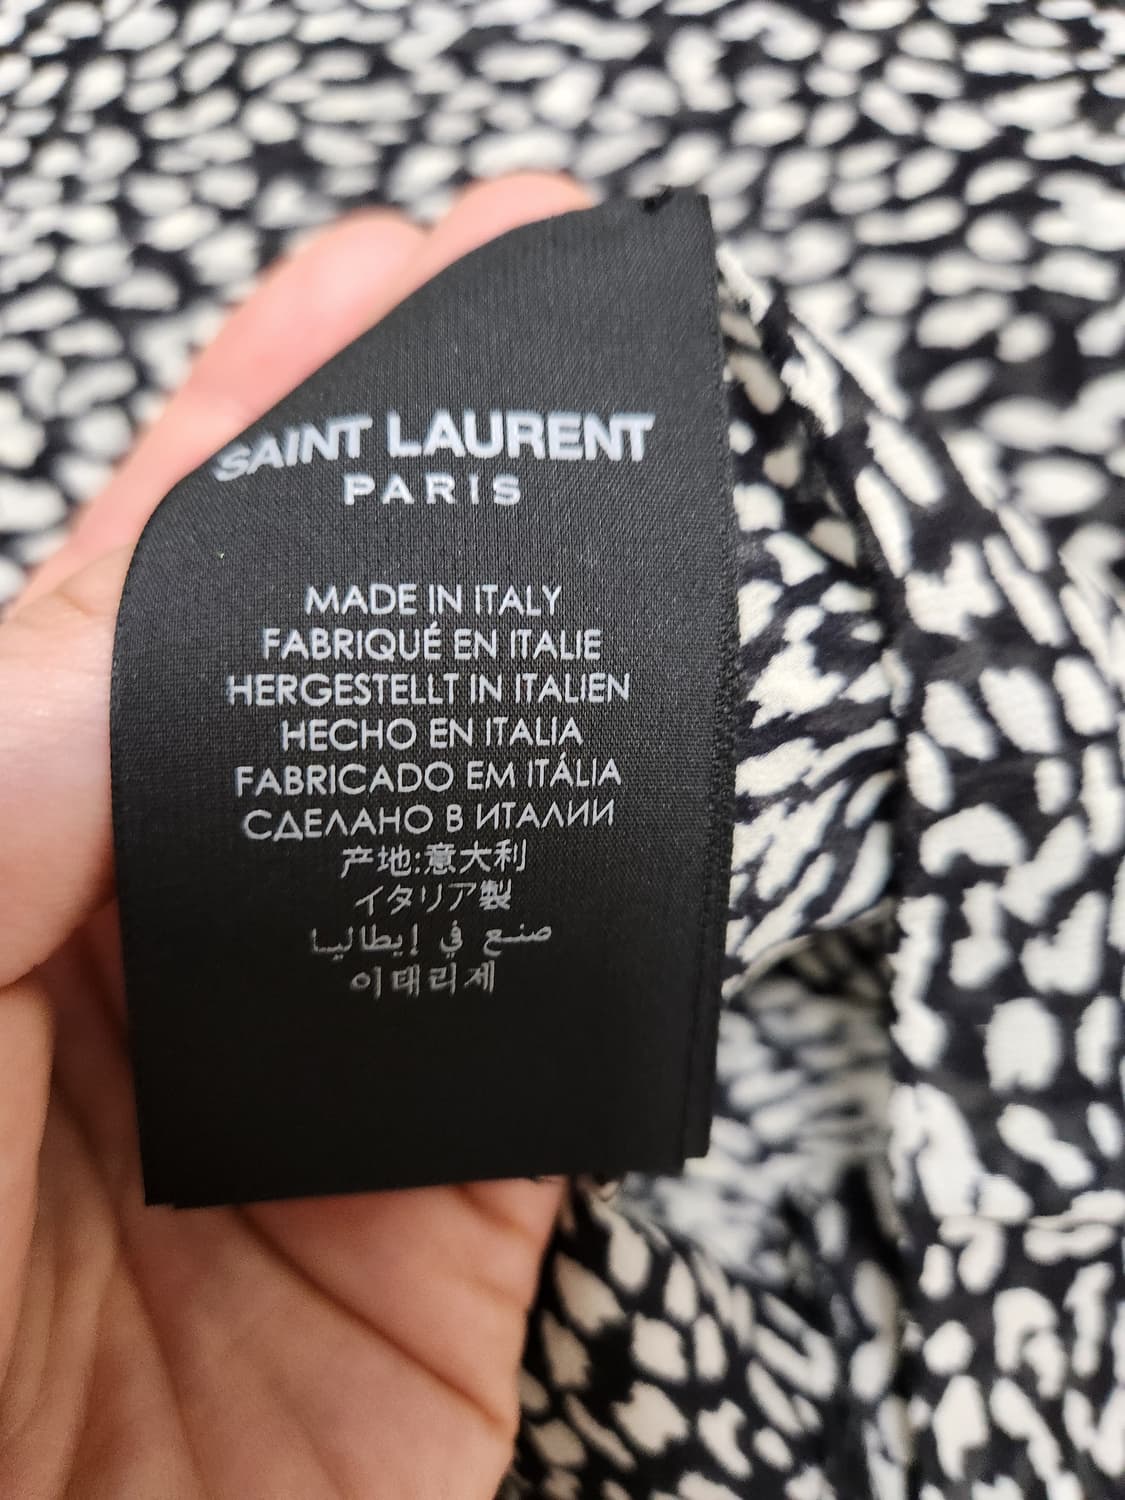 SAINT LAURENT
PARIS
MADE IN ITALY
FABRIQUÉ EN ITALIE
HERGESTELLT IN ITALIEN
HECHO EN ITALIA
FABRICADO EM ITÁLIA
СДЕЛАНО В ИТАЛИИ
产地:意大利
イタリア製
صنع في إيطاليا
이태리제